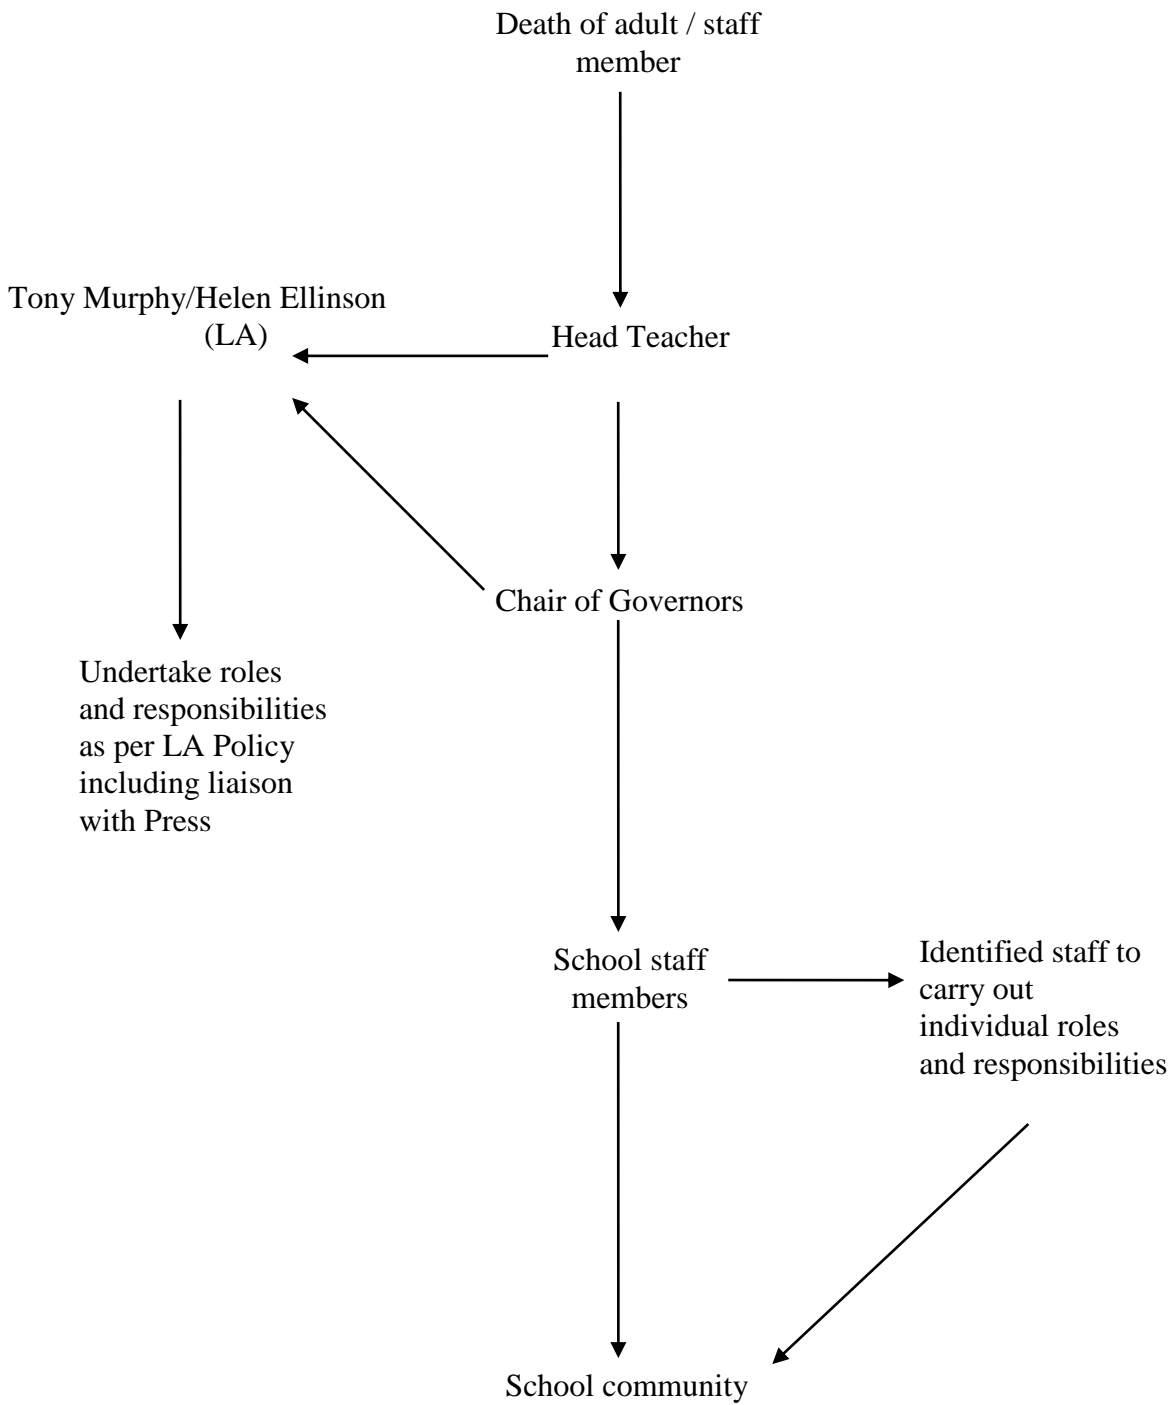 Death of adult / staff
member
Tony Murphy/Helen Ellinson
(LA)
Head Teacher
Chair of Governors
Undertake roles
and responsibilities
as per LA Policy
including liaison
with Press
School staff
members
Identified staff to
carry out
individual roles
and responsibilities
School community